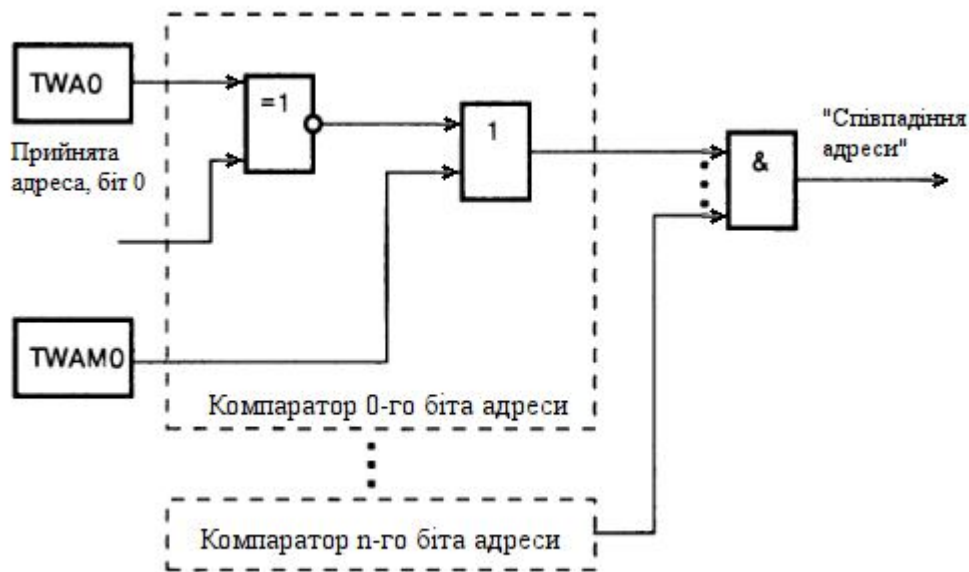 TWA0
Прийнята
адреса, біт 0
=1
1
&
"Співпадіння
адреси"
TWAM0
Компаратор 0-го біта адреси
Компаратор n-го біта адреси